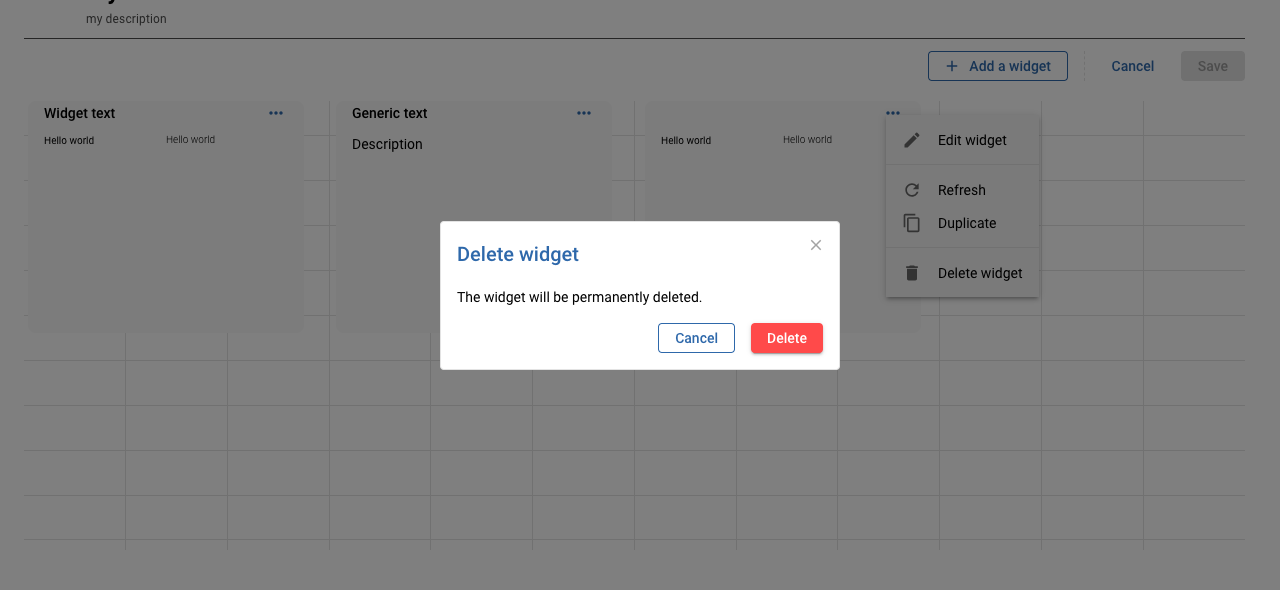 my description
Add a widget
Cancel
Save
Widget text
Hello world
Hello world
Generic text
Description
Hello world
Hello world
Edit widget
Refresh
Duplicate
Delete widget
Delete widget
The widget will be permanently deleted.
Cancel
Delete